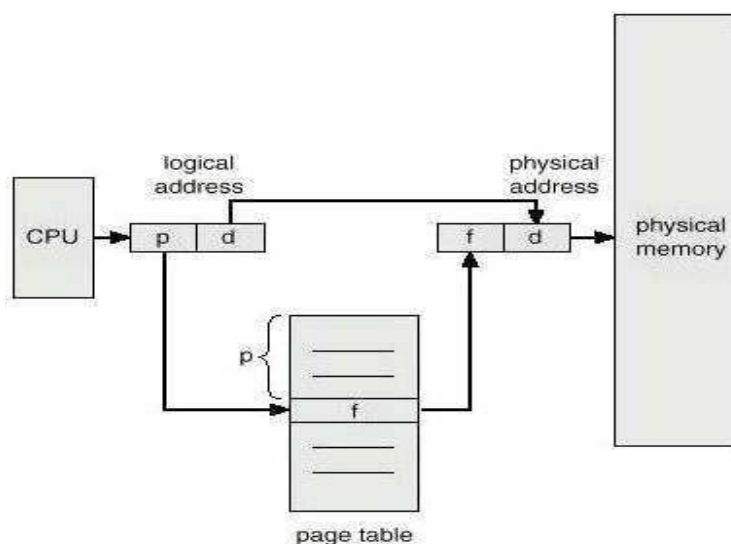 logical
address
physical
address
CPU
p
d
f
d
physical
memory
p
f
page table